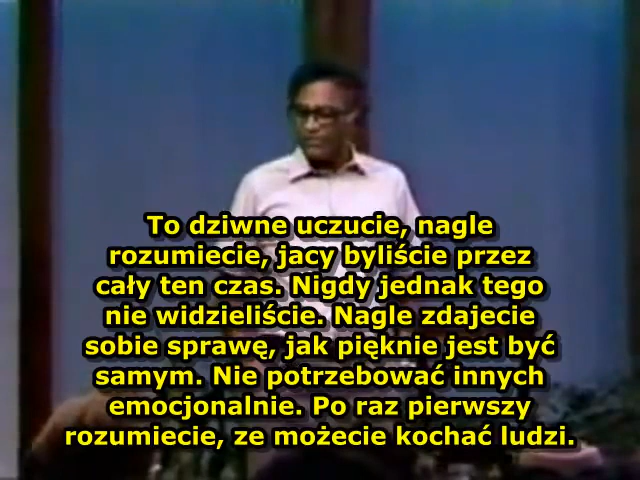 To dziwne uczucie, nagle
rozumiecie, jacy byliście przez
cały ten czas. Nigdy jednak tego
nie widzieliście. Nagle zdajecie
sobie sprawę, jak pięknie jest być
samym. Nie potrzebować innych
emocjonalnie. Po raz pierwszy
rozumiecie, ze możecie kochać ludzi.